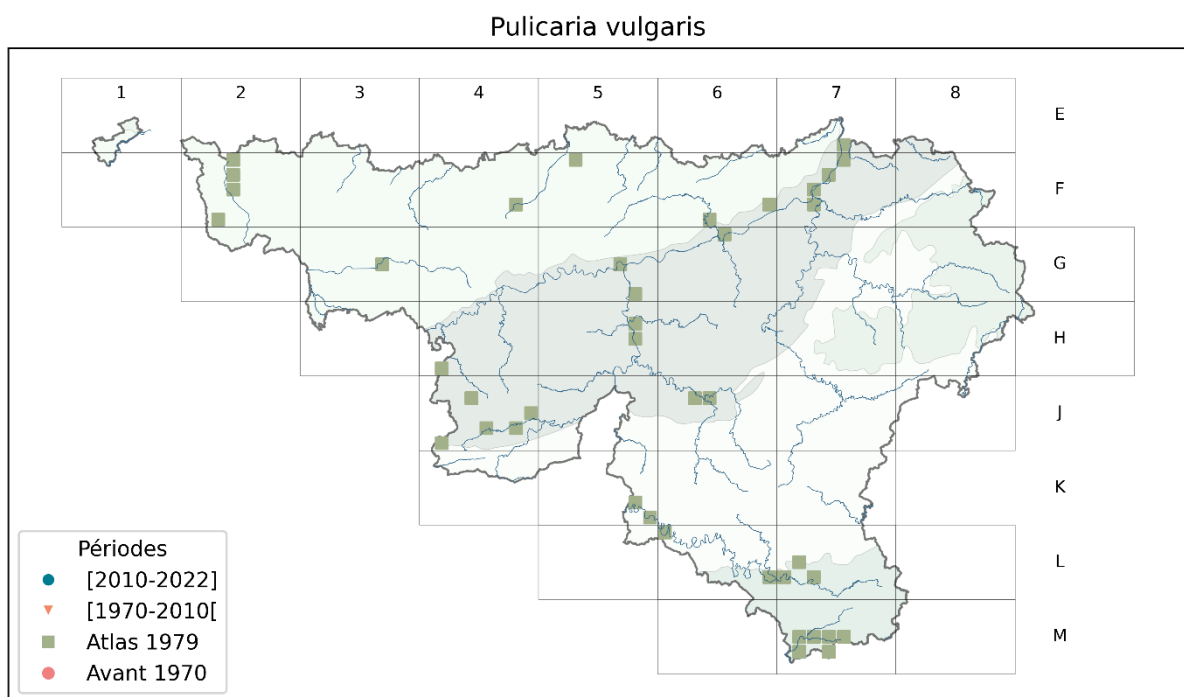 Pulicaria vulgaris
1 2 3 4 5 6 7 8
E
F
G
H
J
K
L
M
Périodes
[2010-2022]
[1970-2010[
Atlas 1979
Avant 1970